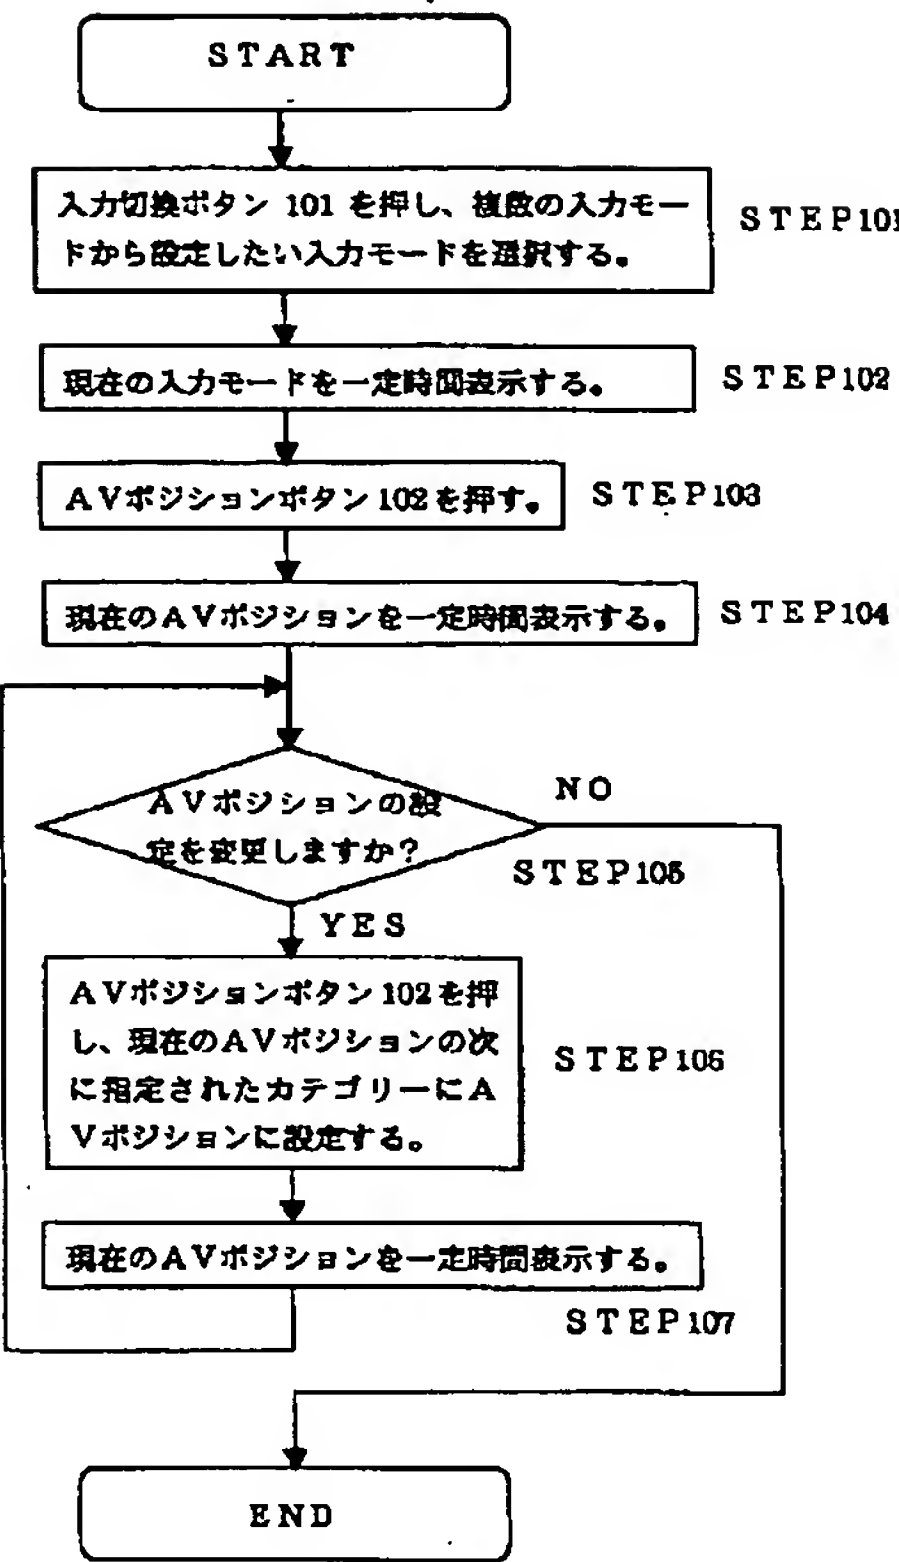 START
入力切換ボタン 101 を押し、複数の入力モー
ドから設定したい入力モードを選択する。
STEP101
現在の入力モードを一定時間表示する。
STEP102
AVポジションボタン 102 を押す。
STEP103
現在のAVポジションを一定時間表示する。
STEP104
AVポジションの設
定を変更しますか?
NO
STEP105
YES
AVポジションボタン 102 を押
し、現在のAVポジションの次
に指定されたカテゴリーにA
Vポジションに設定する。
STEP106
現在のAVポジションを一定時間表示する。
STEP107
END